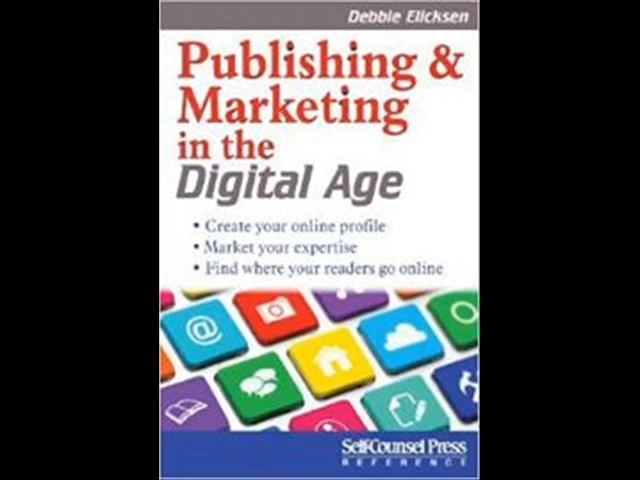 Debbie Elicksen
Publishing &
Marketing
in the
Digital Age
• Create your online profile
• Market your expertise
• Find where your readers go online
@
Self-Counsel Press
REFERENCE